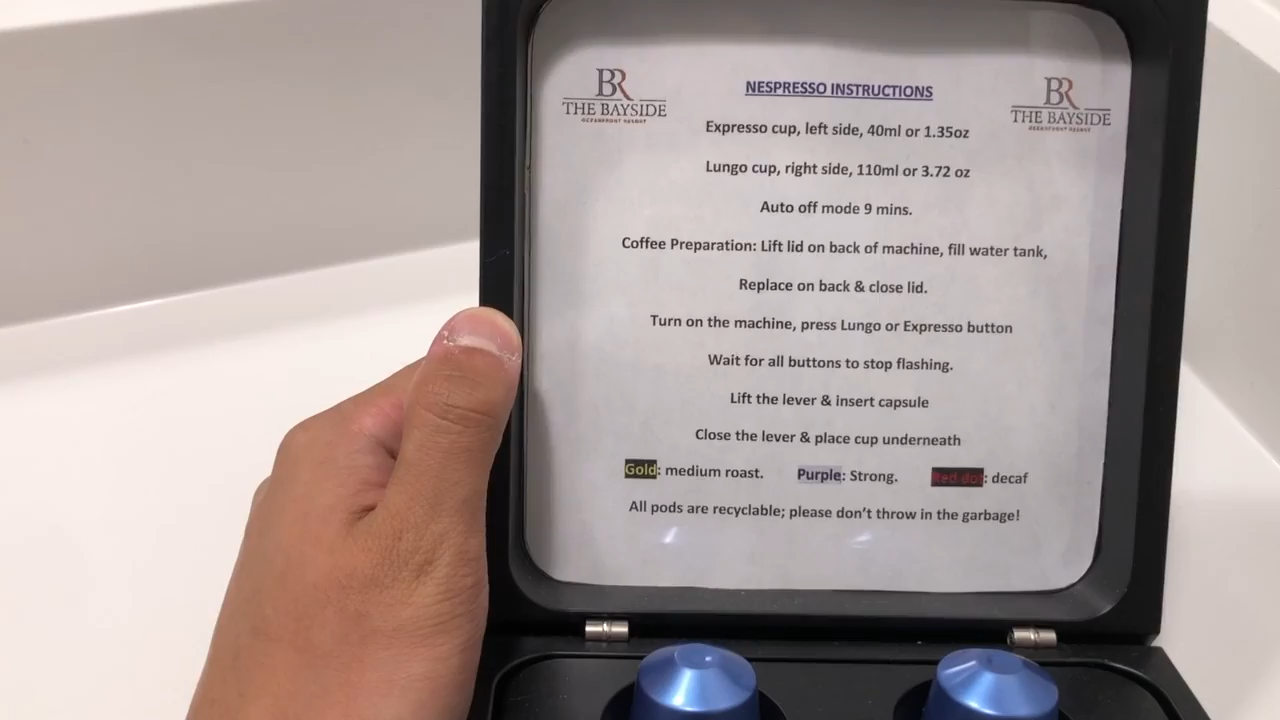 BR
THE BAYSIDE
OCEANFRONT RESORT
NESPRESSO INSTRUCTIONS
BR
THE BAYSIDE
OCEANFRONT RESORT
Expresso cup, left side, 40ml or 1.35oz
Lungo cup, right side, 110ml or 3.72 oz
Auto off mode 9 mins.
Coffee Preparation: Lift lid on back of machine, fill water tank,
Replace on back & close lid.
Turn on the machine, press Lungo or Expresso button
Wait for all buttons to stop flashing.
Lift the lever & insert capsule
Close the lever & place cup underneath
Gold: medium roast. Purple: Strong. Red dot: decaf
All pods are recyclable; please don't throw in the garbage!